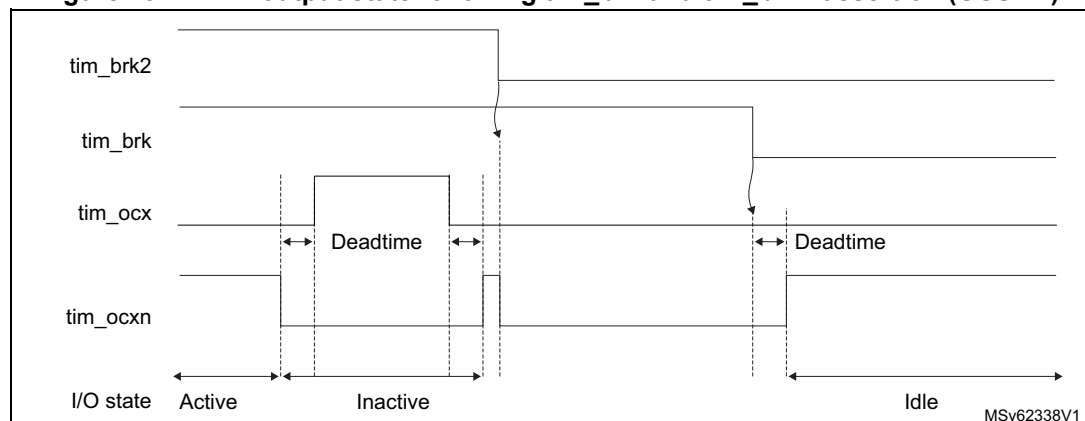 tim_brk2
tim_brk
tim_ocx
Deadtime
Deadtime
tim_ocxn
I/O state
Active
Inactive
Idle
MSv62338V1